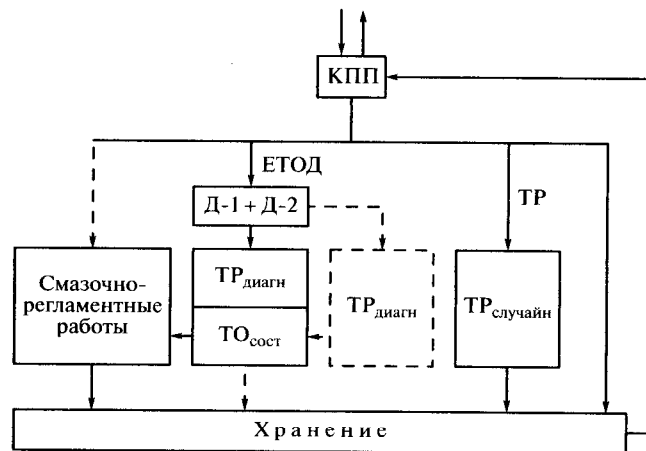 КПП
ЕТОД
ТР
Д-1 + Д-2
Смазочно-
регламентные
работы
ТРдиагн
ТОсост
ТРдиагн
ТРслучайн
Хранение